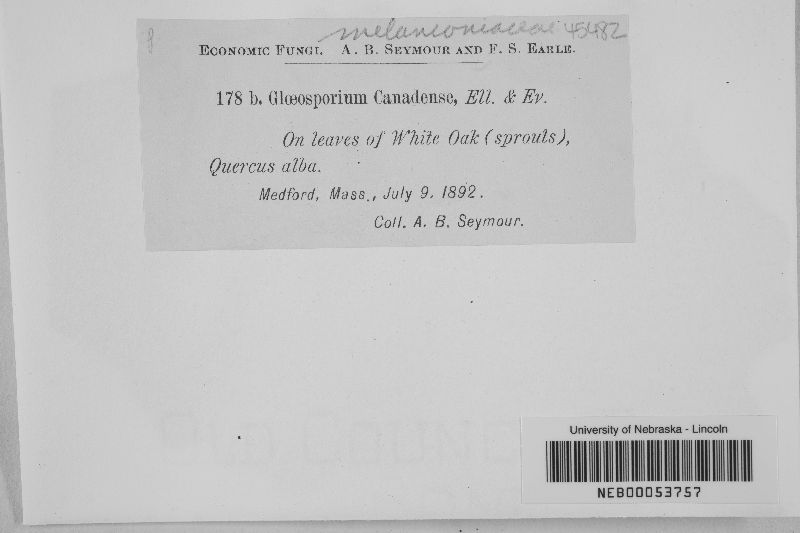 melanconiaceae 45482
ECONOMIC FUNGI. A. B. SEYMOUR AND F. S. EARLE.
178 b. Glœosporium Canadense, Ell. & Ev.
On leaves of White Oak (sprouts),
Quercus alba.
Medford, Mass., July 9, 1892.
Coll. A. B. Seymour.
University of Nebraska - Lincoln
NEB00053757